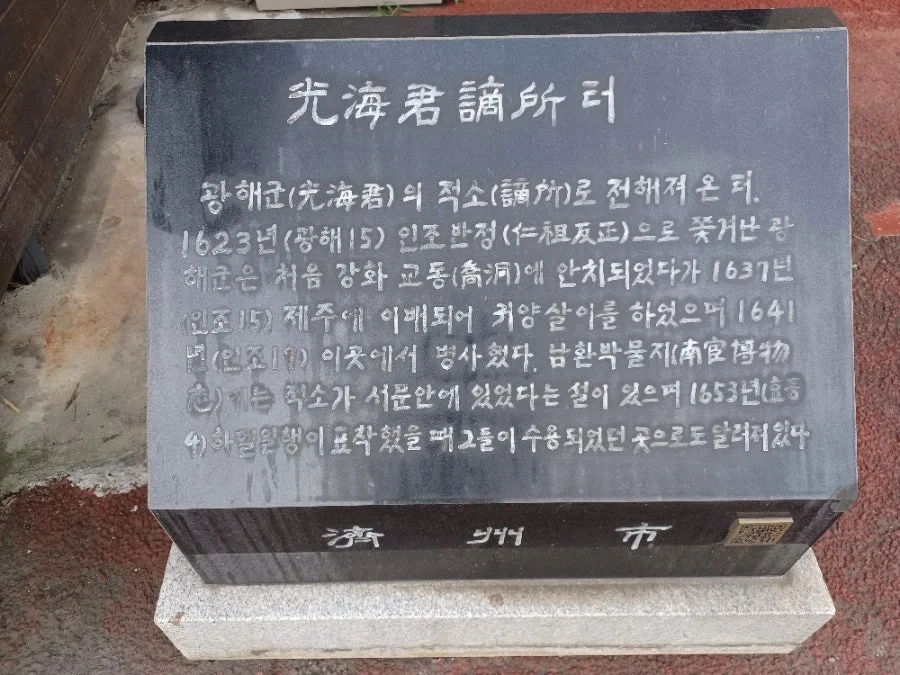 光海君謫所터
광해군(光海君)의 적소(謫所)로 전해져 온 터.
1623년(광해15) 인조반정(仁祖反正)으로 쫓겨난 광
해군은 처음 강화 교동(喬洞)에 안치되었다가 1637년
(인조15) 제주에 이배되어 귀양살이를 하였으며 1641
년(인조19) 이곳에서 병사했다. 남환박물지(南宦博物
적소가 서문안에 있었다는 설이 있으며 1653년(효종
4) 하멜일행이 표착했을 때 그들이 수용되었던 곳으로도 알려져있다
濟州市